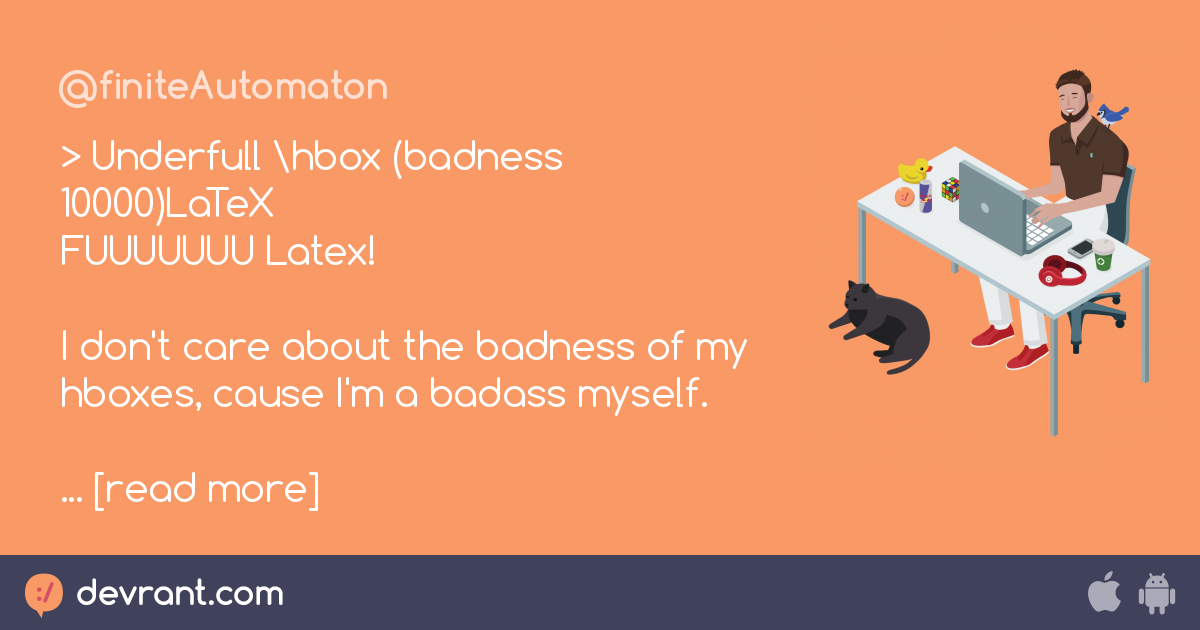 @finiteAutomaton
> Underfull \hbox (badness
10000)LaTeX
FUUUUUUU Latex!
I don't care about the badness of my
hboxes, cause I'm a badass myself.
... [read more]
:/ devrant.com